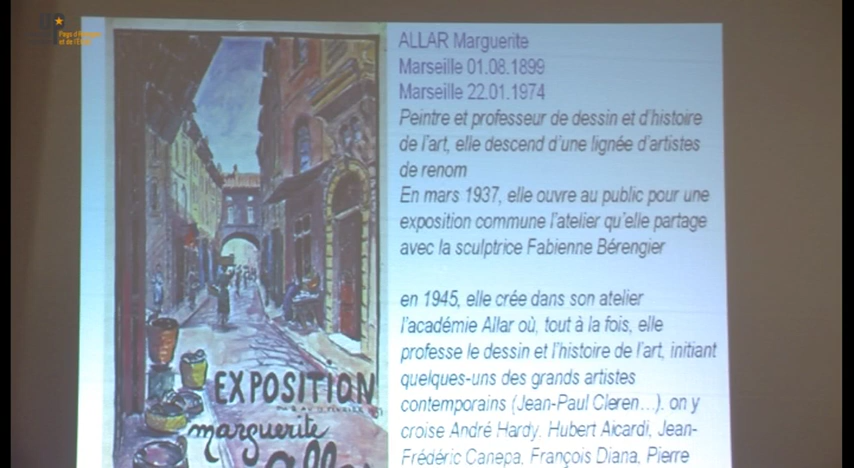 Pays d'
et de l'
ALLAR Marguerite
Marseille 01.08.1899
Marseille 22.01.1974
Peintre et professeur de dessin et d'histoire
de l'art, elle descend d'une lignée d'artistes
de renom
En mars 1937, elle ouvre au public pour une
exposition commune l'atelier qu'elle partage
avec la sculptrice Fabienne Bérengier
en 1945, elle crée dans son atelier
l'académie Allar où, tout à la fois, elle
professe le dessin et l'histoire de l'art, initiant
quelques-uns des grands artistes
contemporains (Jean-Paul Cleren...). on y
croise André Hardy, Hubert Aicardi, Jean-
Frédéric Canepa, François Diana, Pierre
EXPOSITION
marguerite